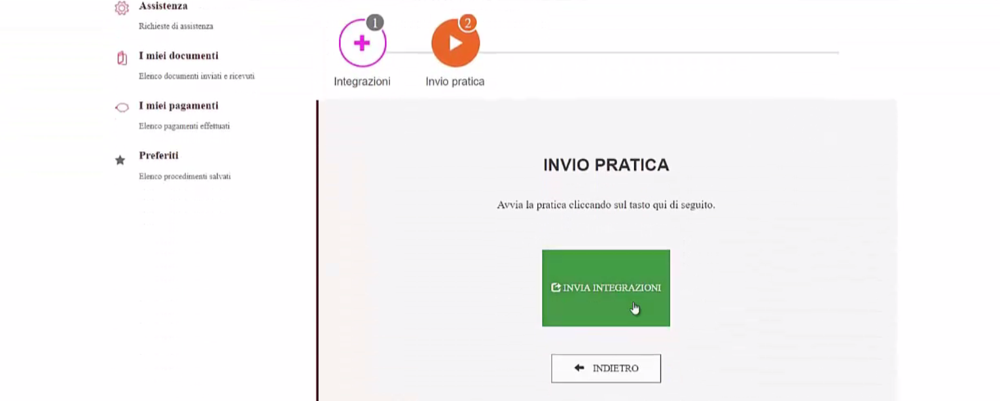 Assistenza
Richieste di assistenza
I miei documenti
Elenco documenti inviati e ricevuti
I miei pagamenti
Elenco pagamenti effettuati
Preferiti
Elenco procedimenti salvati
1
2
Integrazioni
Invio pratica
INVIO PRATICA
Avvia la pratica cliccando sul tasto qui di seguito.
INVIA INTEGRAZIONI
INDIETRO